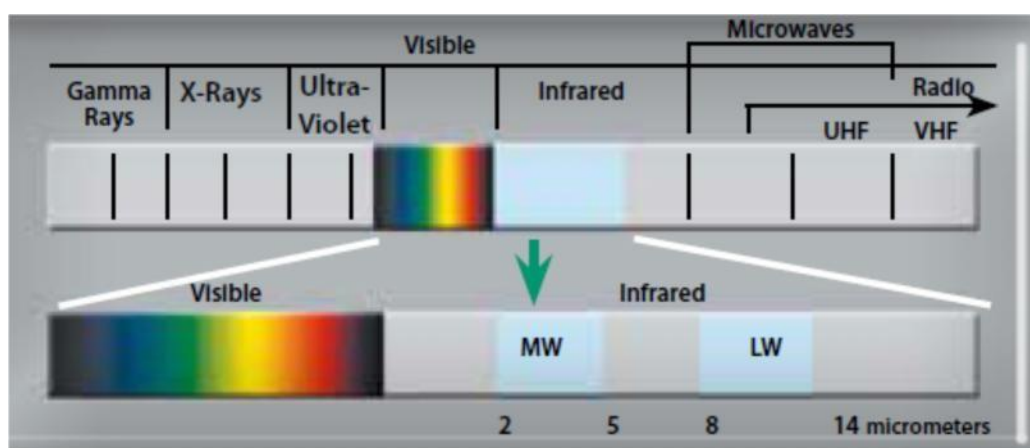 Visible
Microwaves
Gamma Rays
X-Rays
Ultra-Violet
Infrared
Radio
UHF
VHF
Visible
Infrared
MW
LW
2 5 8 14 micrometers